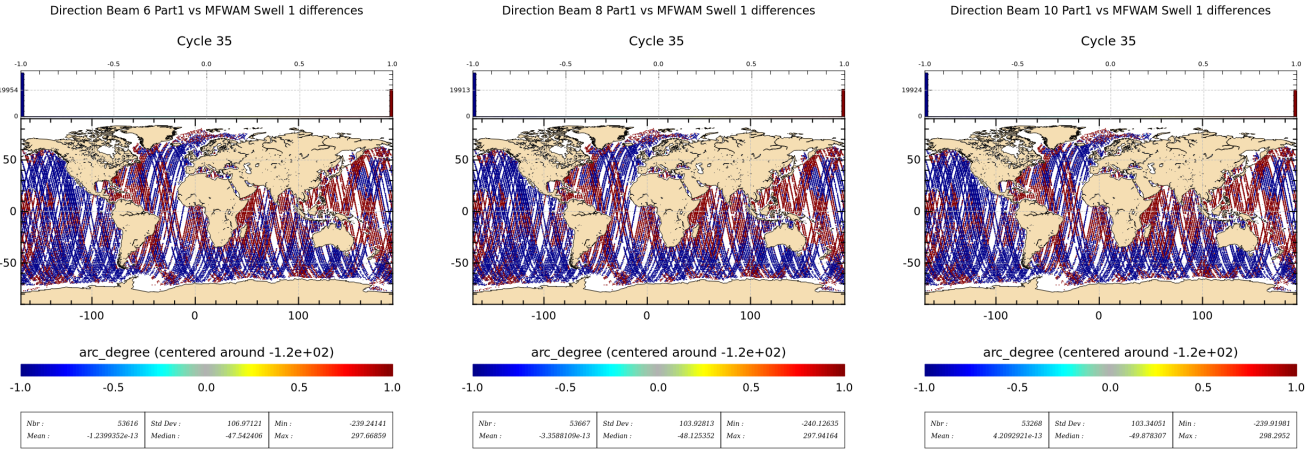 Direction Beam 6 Part1 vs MFWAM Swell 1 differences
Cycle 35
-1.0 -0.5 0.0 0.5 1.0
19954
0
50
0
-50
-100 0 100
arc_degree (centered around -1.2e+02)
-1.0 -0.5 0.0 0.5 1.0
Nbr : 53616 Std Dev : 106.97121 Min : -239.24141
Mean : -1.2399352e-13 Median : -47.542406 Max : 297.66859
Direction Beam 8 Part1 vs MFWAM Swell 1 differences
Cycle 35
-1.0 -0.5 0.0 0.5 1.0
19913
0
50
0
-50
-100 0 100
arc_degree (centered around -1.2e+02)
-1.0 -0.5 0.0 0.5 1.0
Nbr : 53667 Std Dev : 103.92813 Min : -240.12635
Mean : -3.3588109e-13 Median : -48.125352 Max : 297.94164
Direction Beam 10 Part1 vs MFWAM Swell 1 differences
Cycle 35
-1.0 -0.5 0.0 0.5 1.0
19924
0
50
0
-50
-100 0 100
arc_degree (centered around -1.2e+02)
-1.0 -0.5 0.0 0.5 1.0
Nbr : 53268 Std Dev : 103.34051 Min : -239.91981
Mean : 4.2092921e-13 Median : -49.878307 Max : 298.2952